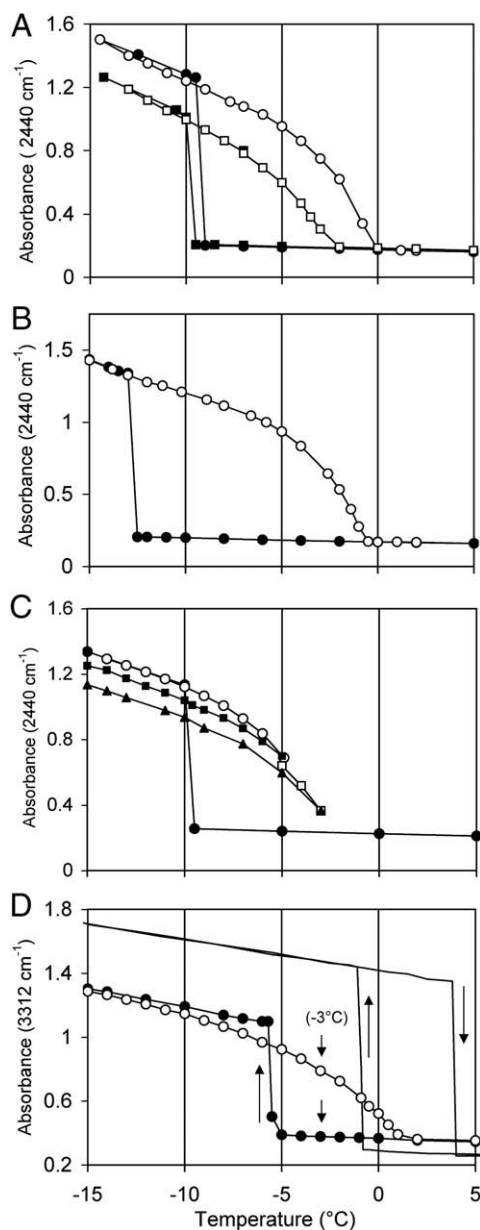 A
Absorbance ( 2440 cm-1)
1.6
1.2
0.8
0.4
0
B
Absorbance (2440 cm-1)
1.5
1
0.5
0
C
Absorbance (2440 cm-1)
1.6
1.2
0.8
0.4
0
D
Absorbance (3312 cm-1)
1.8
1.4
1
0.6
0.2
(-3°C)
-15 -10 -5 0 5
Temperature (°C)